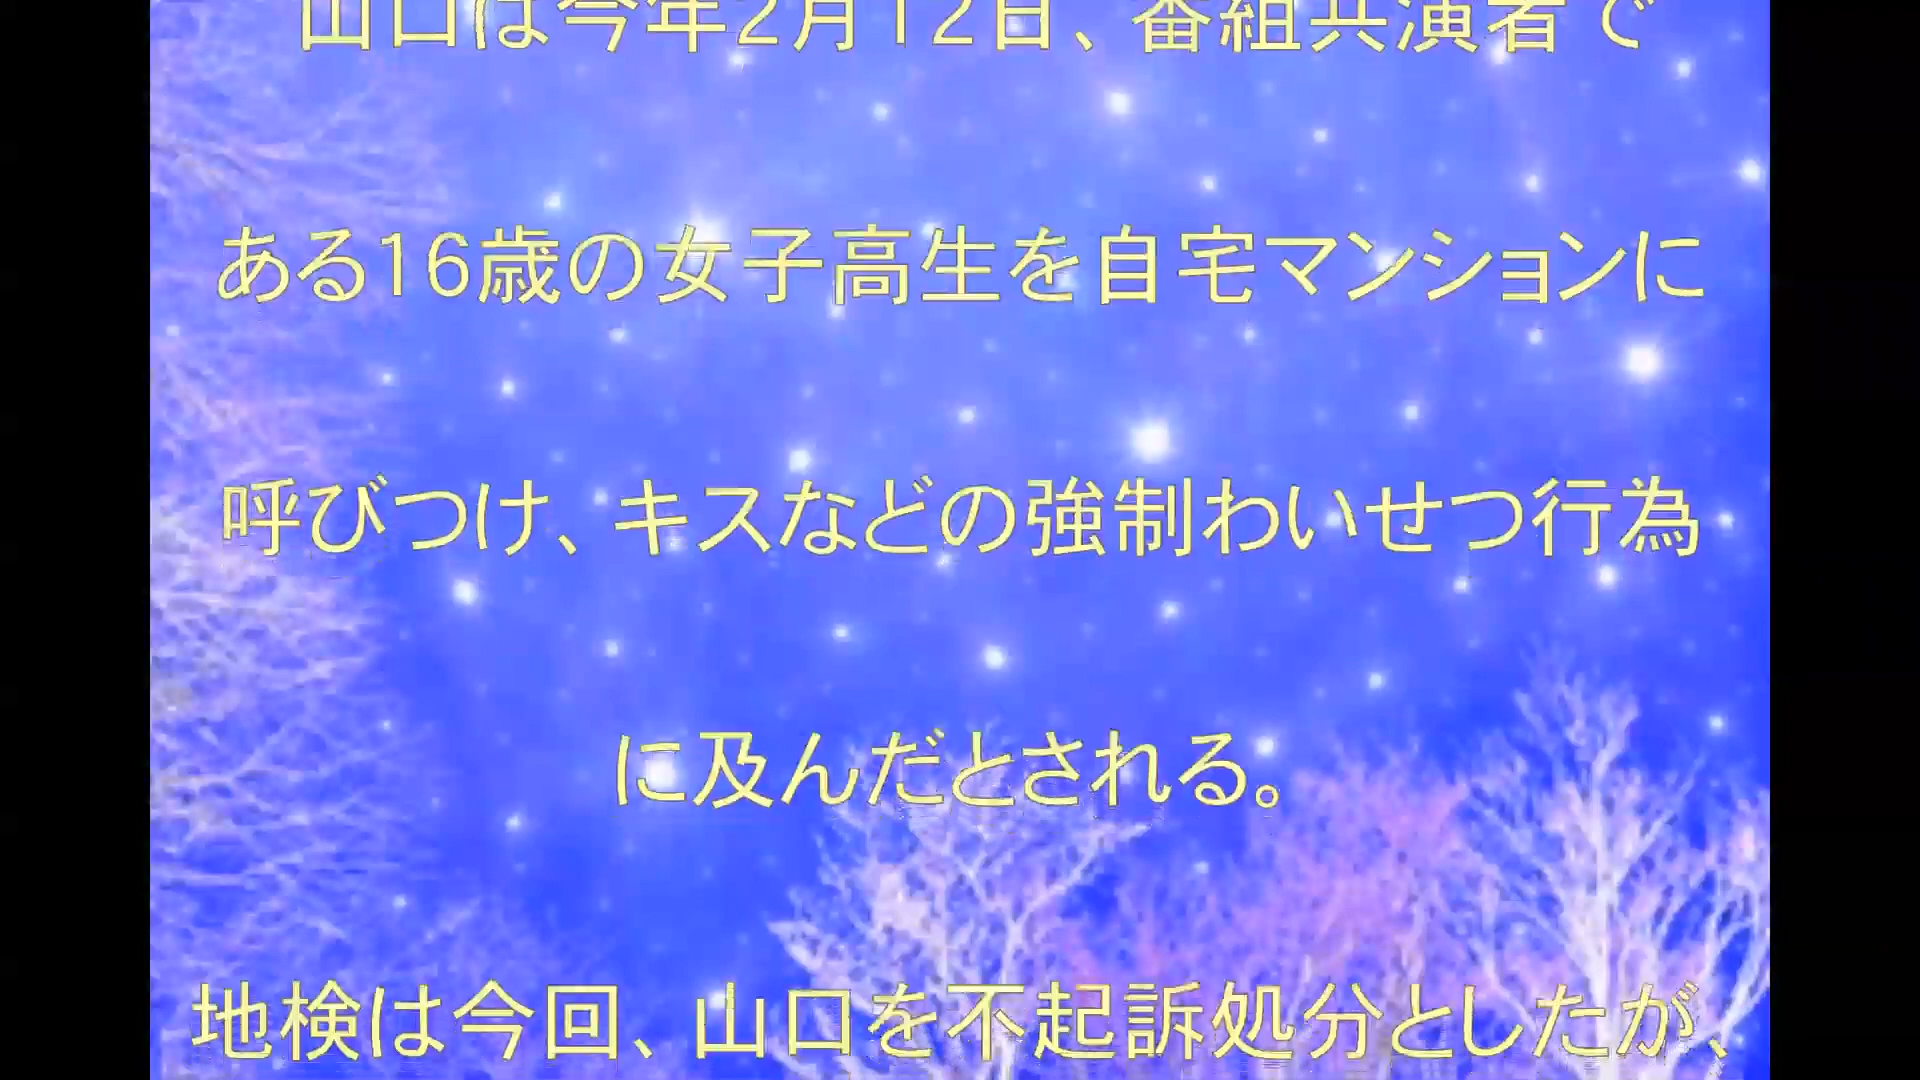 山口は今年2月12日、番組共演者で
ある16歳の女子高生を自宅マンションに
呼びつけ、キスなどの強制わいせつ行為
に及んだとされる。
地検は今回、山口を不起訴処分としたが、